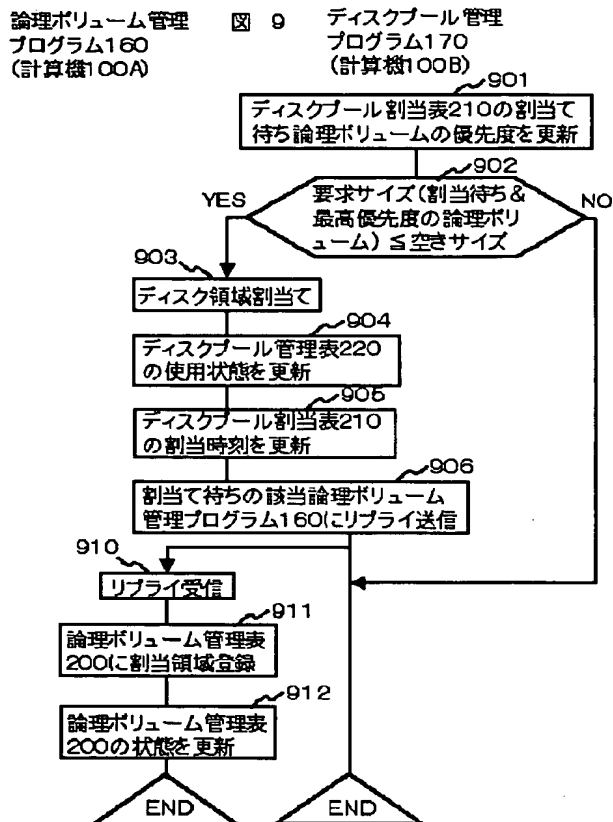 論理ボリューム管理
プログラム160
(計算機100A)
図 9
ディスクプール管理
プログラム170
(計算機100B)
901
ディスクプール割当表210の割当て
待ち論理ボリュームの優先度を更新
902
YES
要求サイズ(割当待ち&
最高優先度の論理ボリ
ューム)≦空きサイズ
NO
903
ディスク領域割当て
904
ディスクプール管理表220
の使用状態を更新
905
ディスクプール割当表210
の割当時刻を更新
906
割当て待ちの該当論理ボリューム
管理プログラム160にリプライ送信
910
リプライ受信
911
論理ボリューム管理表
200に割当領域登録
912
論理ボリューム管理表
200の状態を更新
END
END